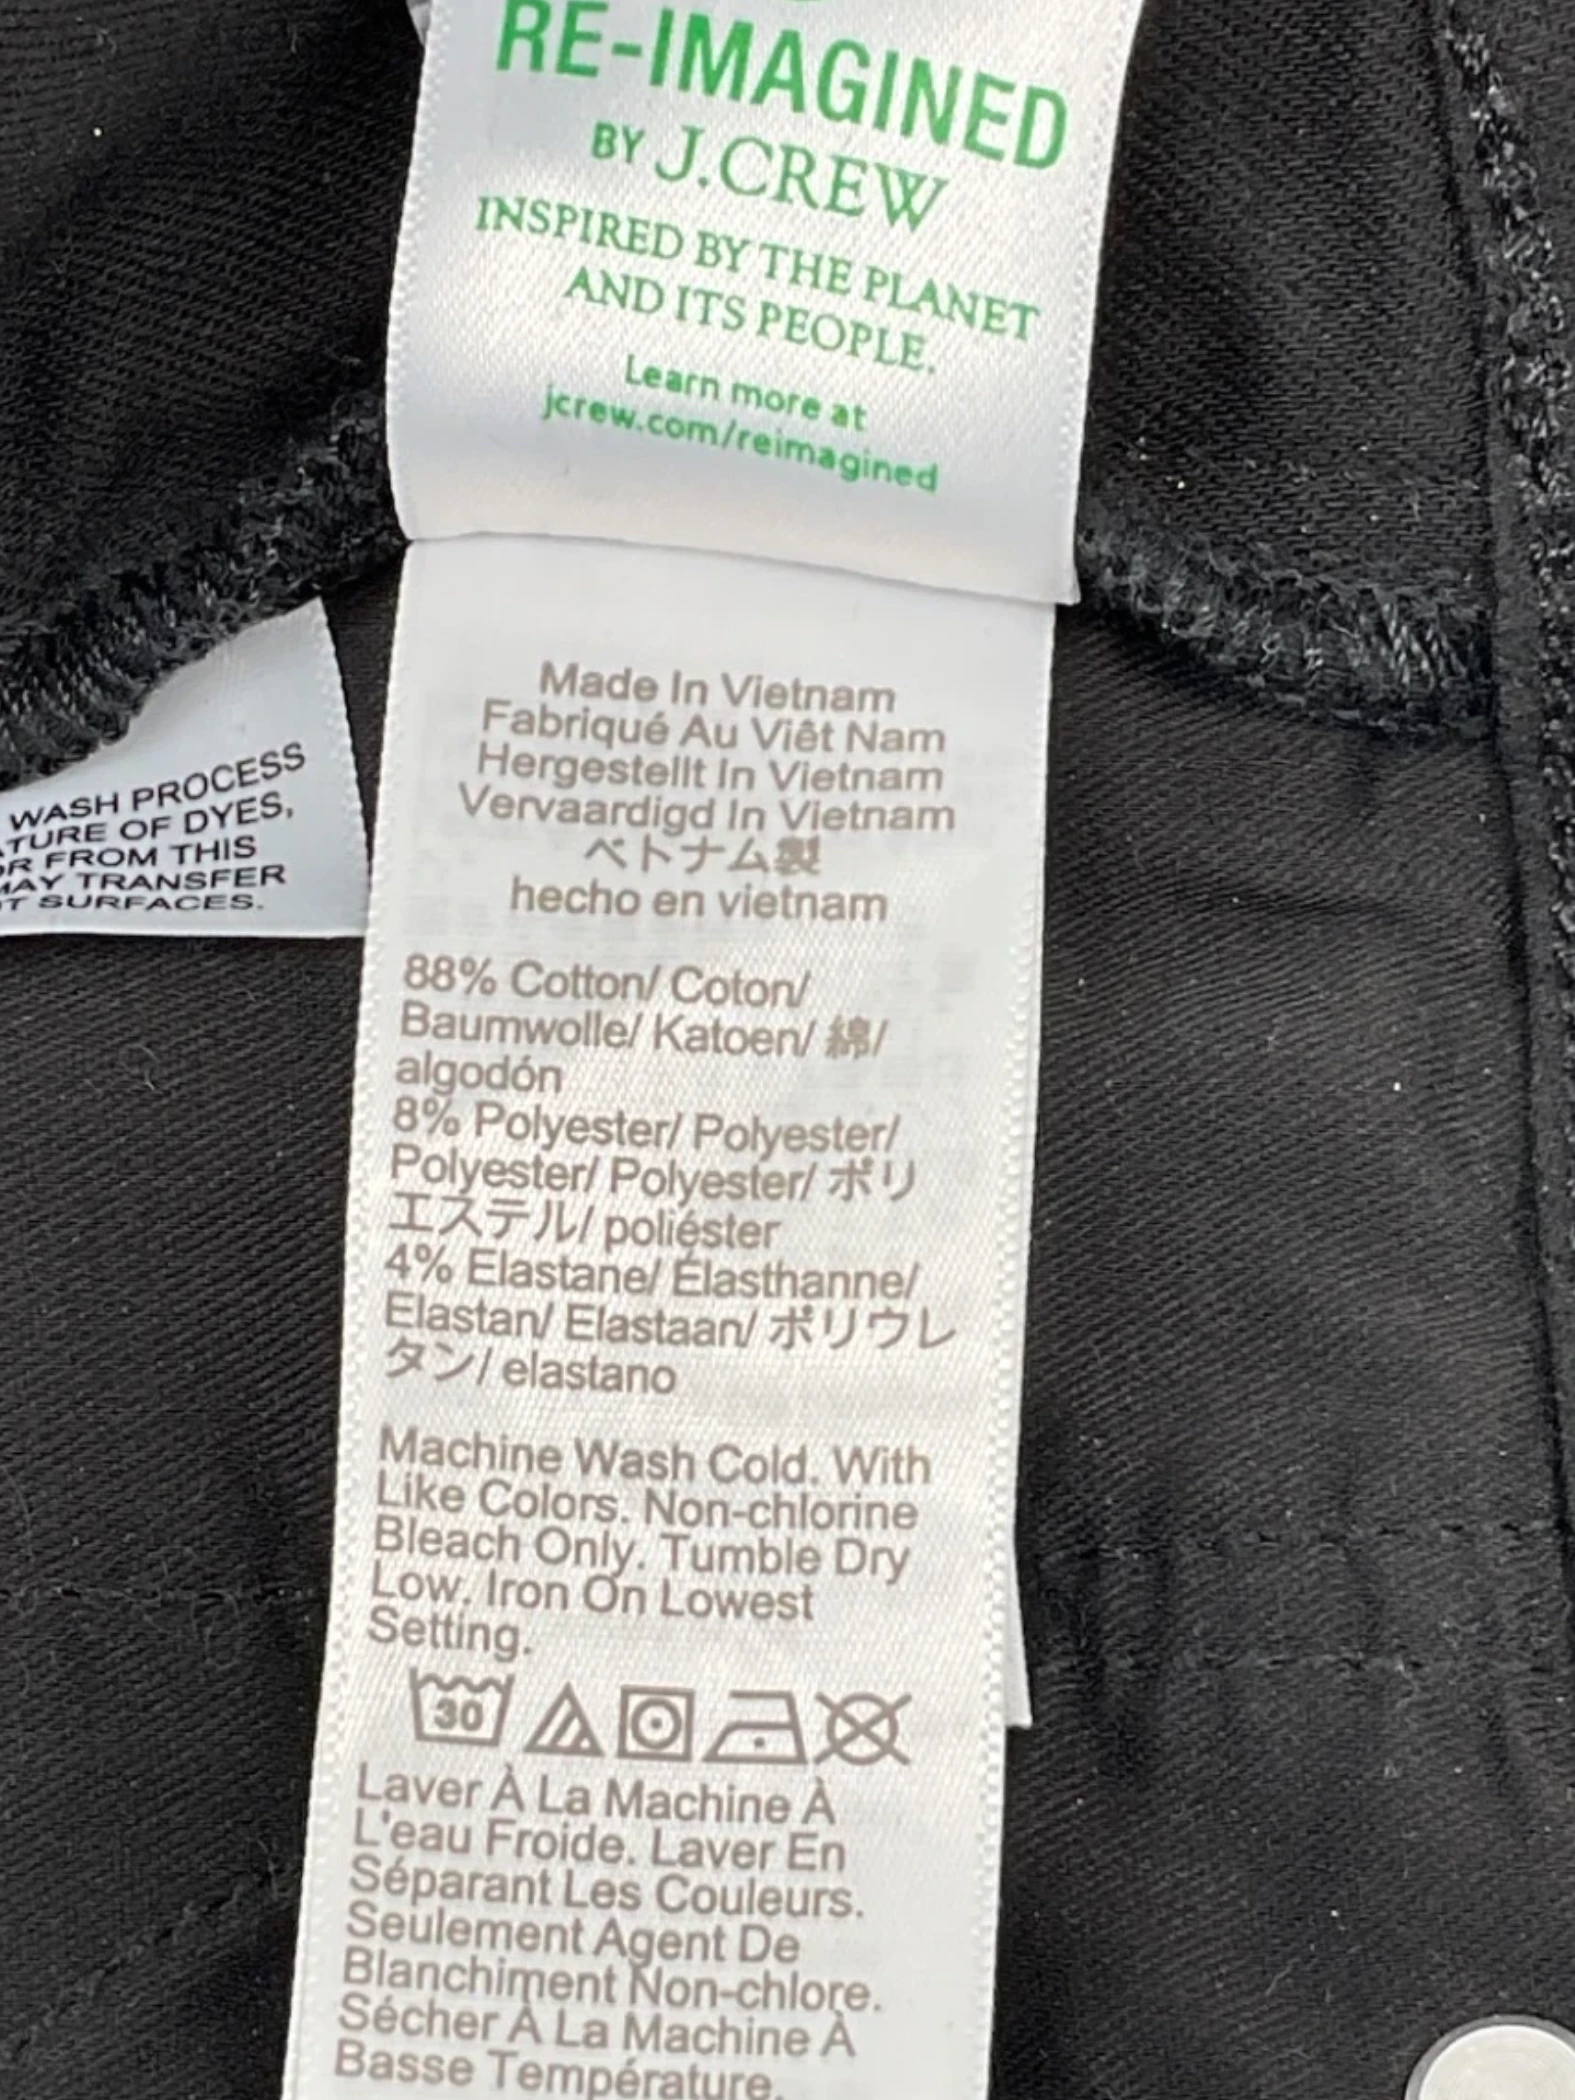 RE-IMAGINED
BY J.CREW
INSPIRED BY THE PLANET
AND ITS PEOPLE.
Learn more at
jcrew.com/reimagined
Made In Vietnam
Fabriqué Au Viêt Nam
Hergestellt In Vietnam
Vervaardigd In Vietnam
ベトナム製
hecho en vietnam
88% Cotton/ Coton/
Baumwolle/ Katoen/ 綿/
algodón
8% Polyester/ Polyester/
Polyester/ Polyester/ ポリ
エステル/ poliéster
4% Elastane/ Élasthanne/
Elastan/ Elastaan/ ポリウレ
タン/ elastano
Machine Wash Cold. With
Like Colors. Non-chlorine
Bleach Only. Tumble Dry
Low. Iron On Lowest
Setting.
30
Laver À La Machine À
L'eau Froide. Laver En
Séparant Les Couleurs.
Seulement Agent De
Blanchiment Non-chlore.
Sécher À La Machine À
Basse Température.
WASH PROCESS
TURE OF DYES,
OR FROM THIS
MAY TRANSFER
T SURFACES.